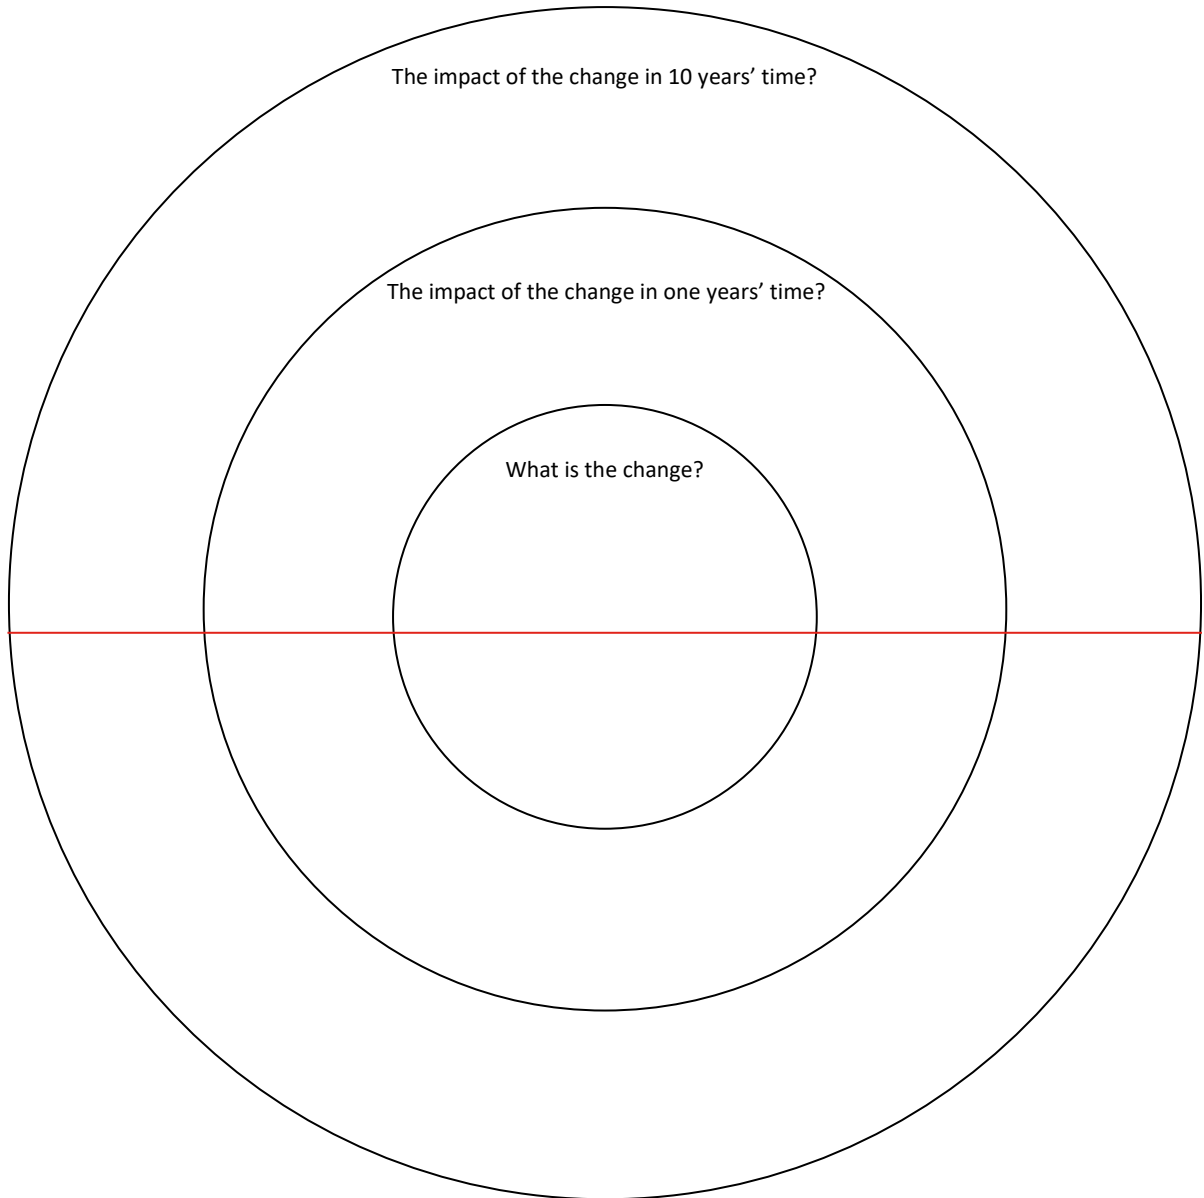 The impact of the change in 10 years’ time?
The impact of the change in one years’ time?
What is the change?